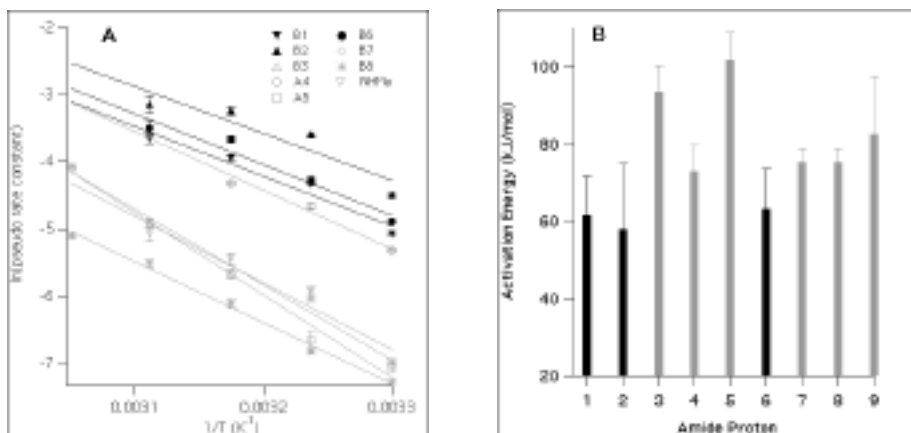 A
B1
B2
B3
A4
A5
B6
B7
B8
NHMe
-2
-3
-4
-5
-6
-7
ln(pseudo rate constant)
0.0031 0.0032 0.0033
1/T (K⁻¹)
B
100
80
60
40
20
Activation Energy (kJ/mol)
1 2 3 4 5 6 7 8 9
Amide Proton